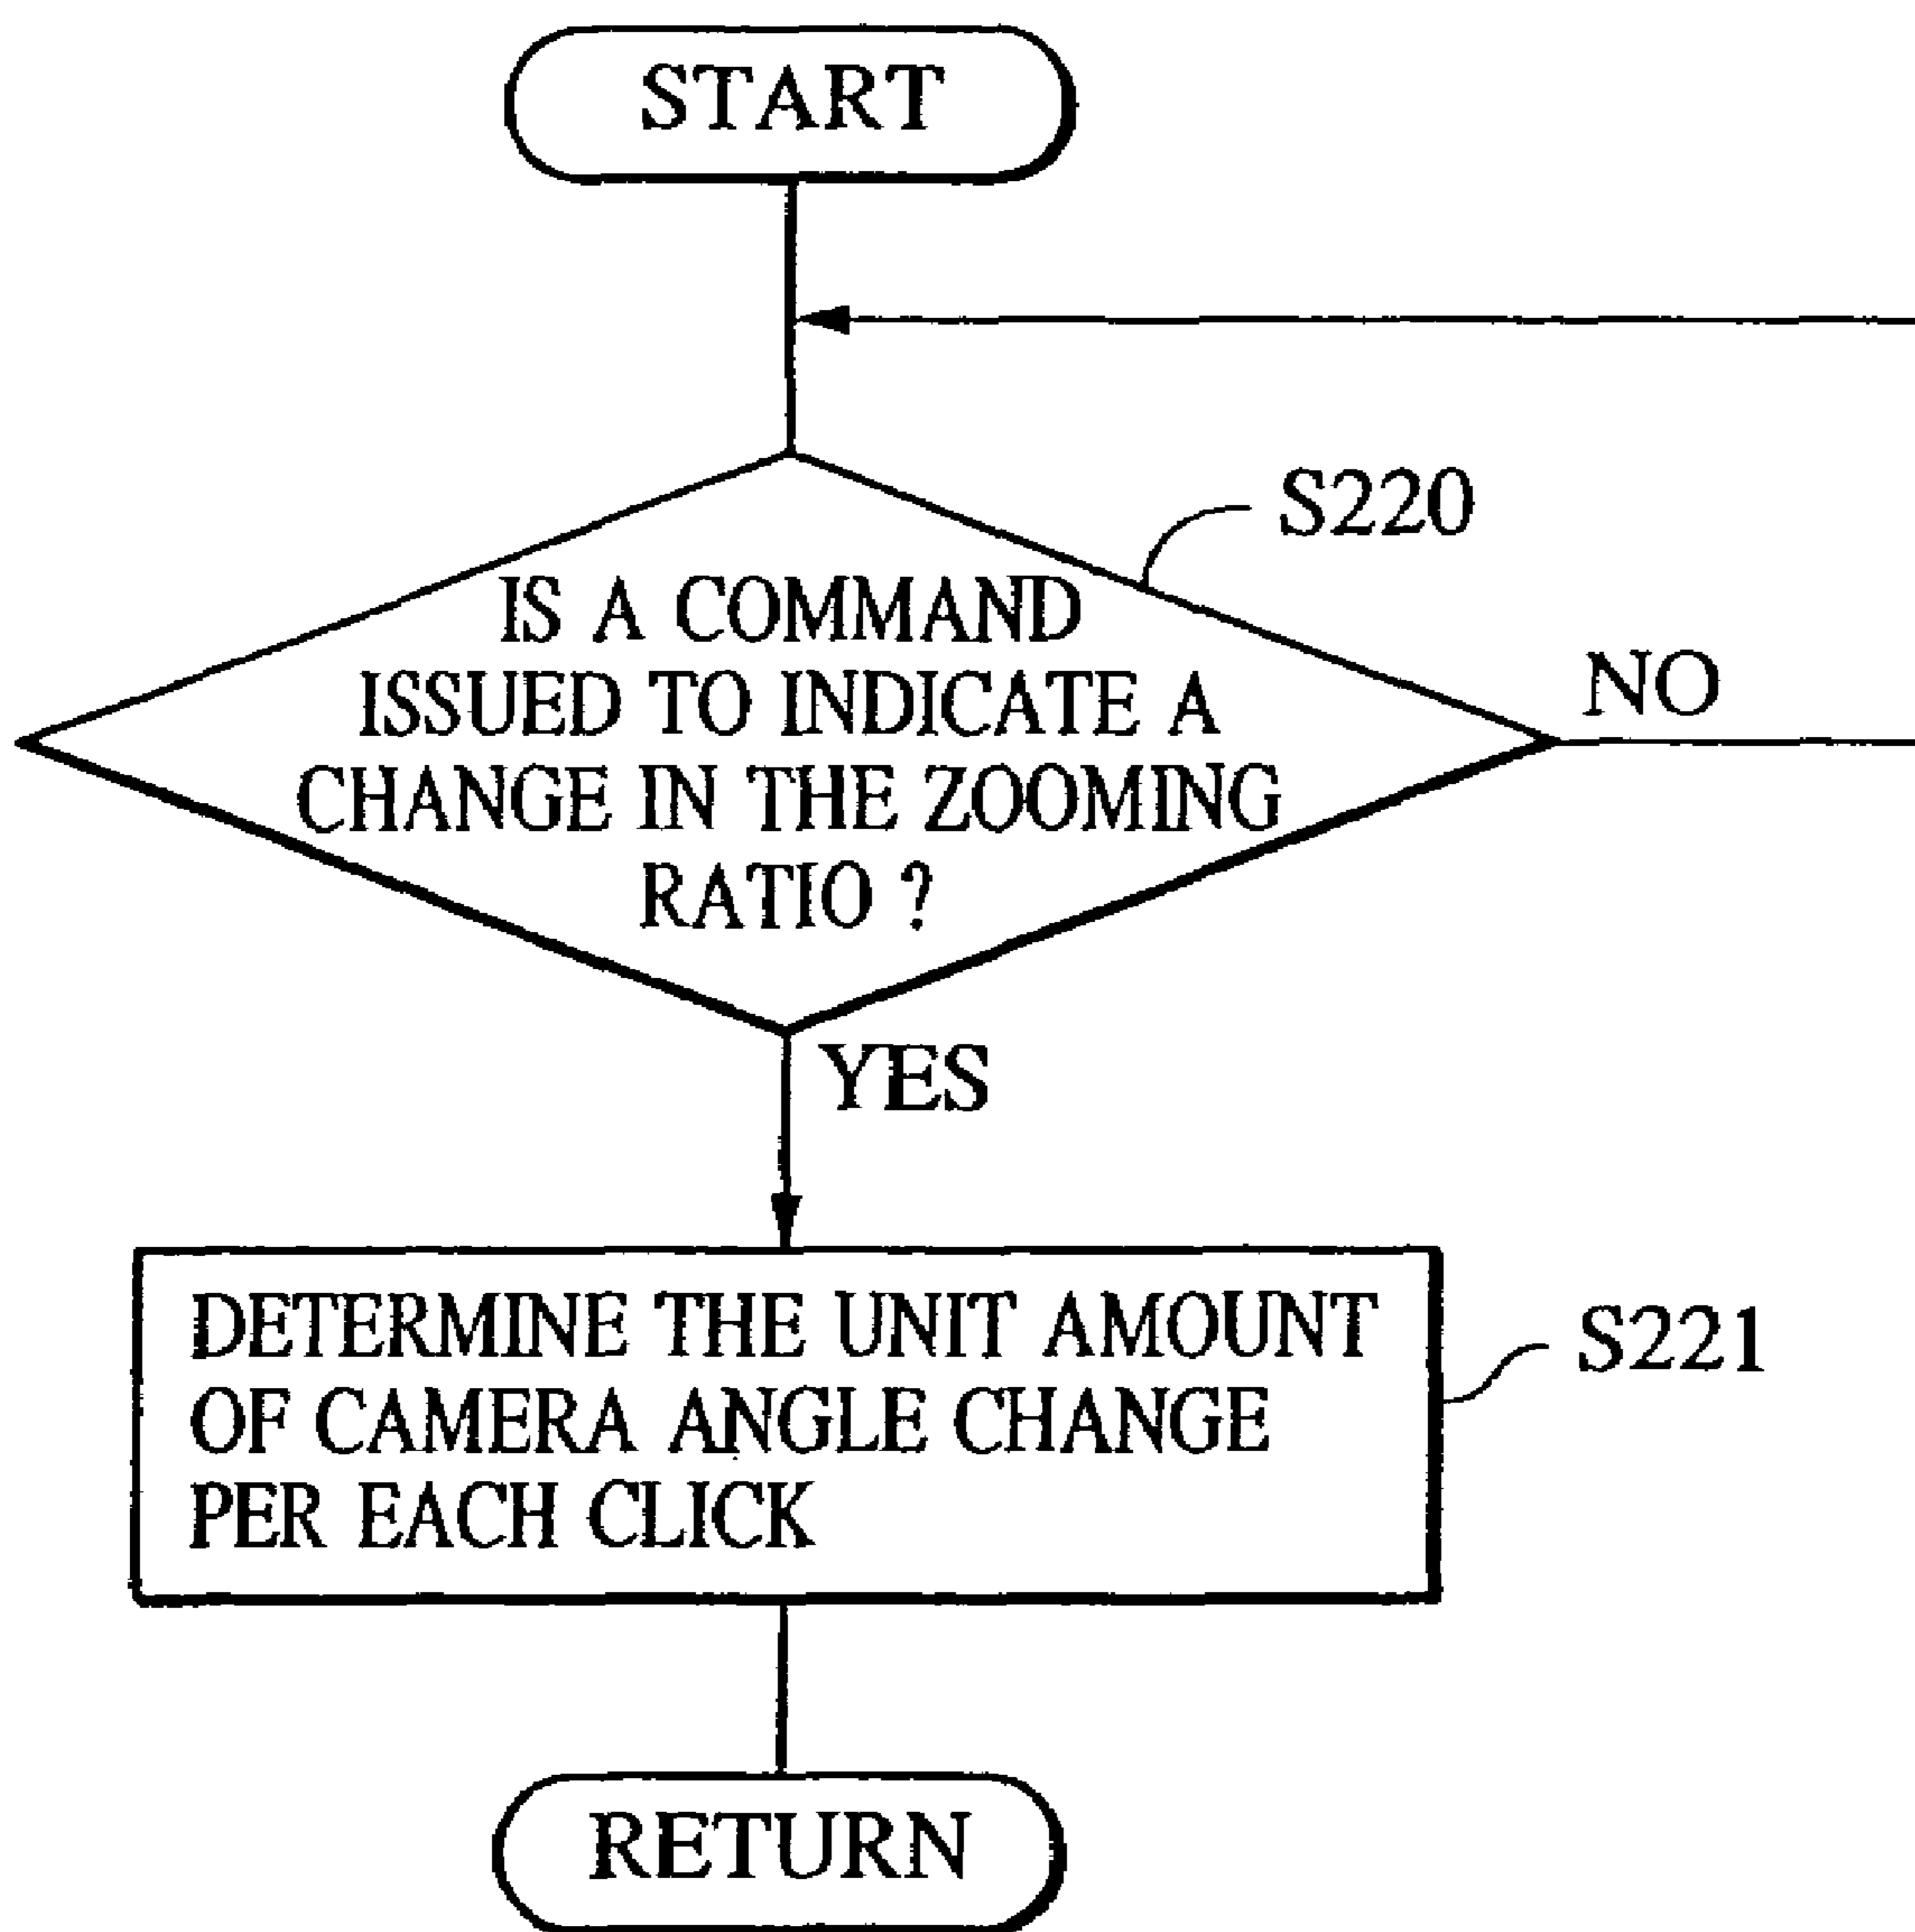 START
S220
IS A COMMAND
ISSUED TO INDICATE A
CHANGE IN THE ZOOMING
RATIO ?
NO
YES
DETERMINE THE UNIT AMOUNT
OF CAMERA ANGLE CHANGE
PER EACH CLICK
S221
RETURN